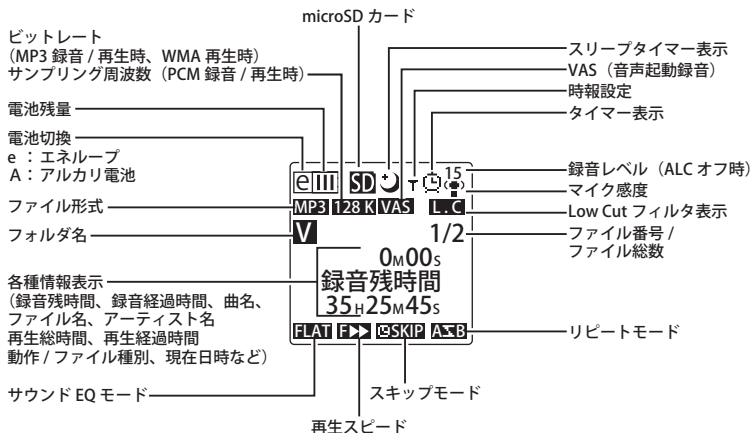 microSD カード
ビットレート
（MP3 録音 / 再生時、WMA 再生時）
サンプリング周波数（PCM 録音 / 再生時）
電池残量
電池切換
e ：エネループ
A：アルカリ電池
ファイル形式
フォルダ名
各種情報表示
（録音残時間、録音経過時間、曲名、
ファイル名、アーティスト名
再生総時間、再生経過時間
動作 / ファイル種別、現在日時など）
サウンド EQ モード
スリープタイマー表示
VAS（音声起動録音）
時報設定
タイマー表示
録音レベル（ALC オフ時）
マイク感度
Low Cut フィルタ表示
ファイル番号 /
ファイル総数
リピートモード
スキップモード
再生スピード
e SD 15
MP3 128 K VAS L.C
V 1/2
0M00S
録音残時間
35H25M45S
FLAT F SKIP A B